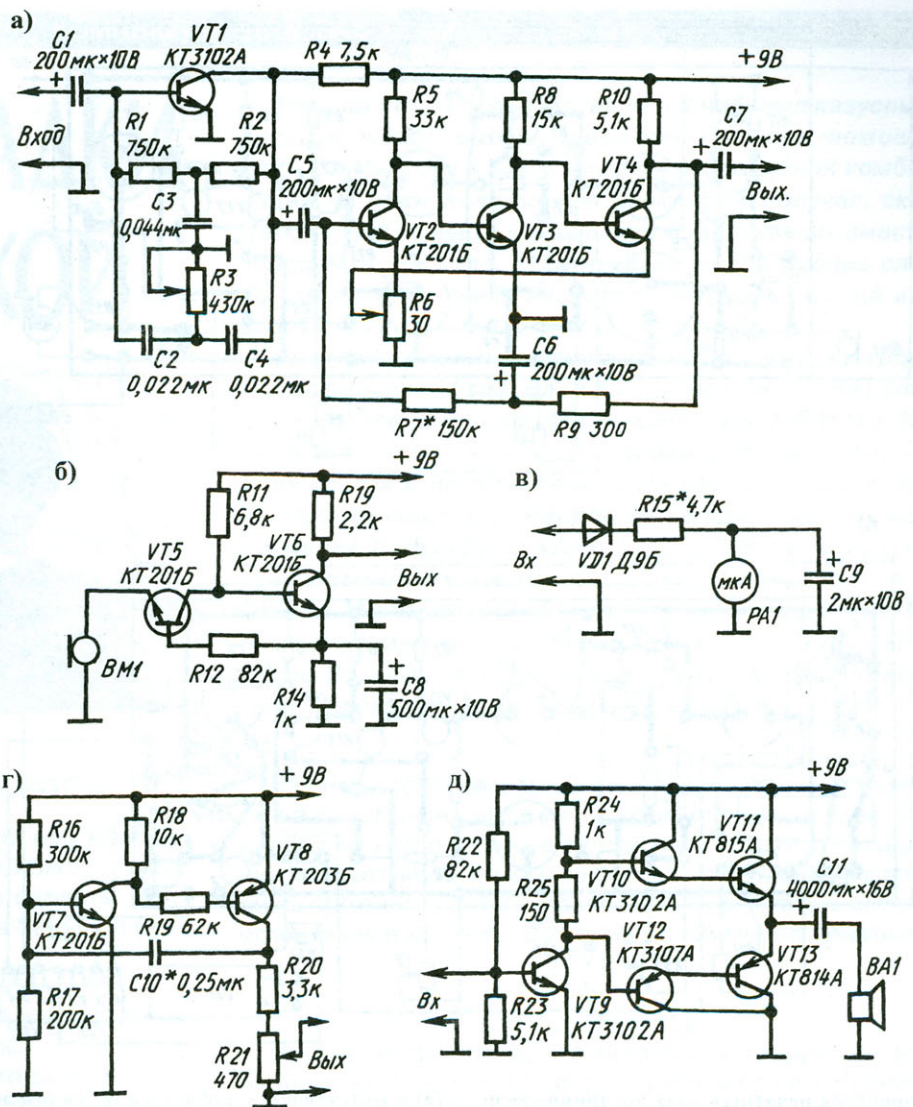 а)
C1
200мк×10В
VT1
КТ3102А
Вход
R1
750к
R2
750к
C3
0,044мк
R3
430к
C2
0,022мк
C4
0,022мк
C5
200мк×10В
R4 7,5к
R5
33к
VT2
КТ201Б
R6
30
R8
15к
VT3
КТ201Б
C6
200мк×10В
R7* 150к
R9 300
R10
5,1к
VT4
КТ201Б
+9В
C7
200мк×10В
Вых.
б)
+9В
R11
6,8к
R19
2,2к
VT5
КТ201Б
VT6
КТ201Б
Вых
BM1
R12 82к
R14
1к
C8
500мк×10В
в)
Вх
VD1 Д9Б
R15* 4,7к
мкА
PA1
C9
2мк×10В
г)
+9В
R16
300к
R18
10к
VT7
КТ201Б
VT8
КТ203Б
R19 62к
C10* 0,25мк
R17
200к
R20
3,3к
R21
470
Вых
д)
+9В
R22
82к
R24
1к
R25
150
VT10
КТ3102А
VT11
КТ815А
C11
4000мк×16В
VT12
КТ3107А
VT13
КТ814А
BA1
Вх
R23
5,1к
VT9
КТ3102А